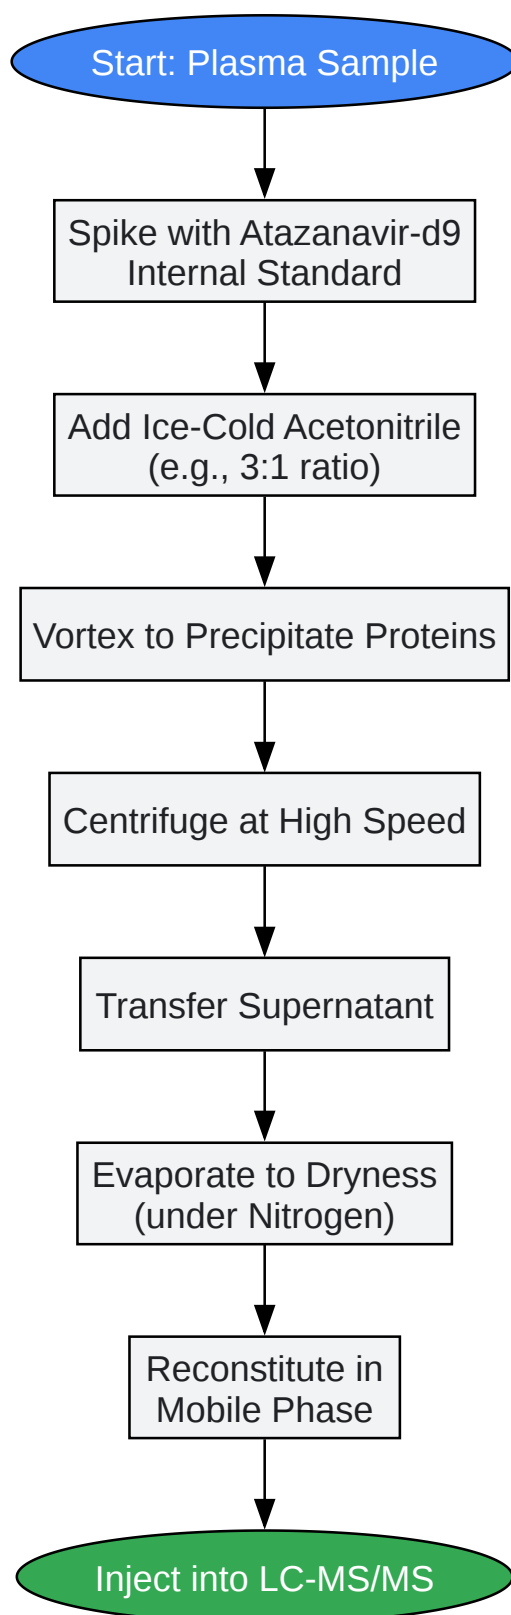 Start: Plasma Sample
Spike with Atazanavir-d9
Internal Standard
Add Ice-Cold Acetonitrile
(e.g., 3:1 ratio)
Vortex to Precipitate Proteins
Centrifuge at High Speed
Transfer Supernatant
Evaporate to Dryness
(under Nitrogen)
Reconstitute in
Mobile Phase
Inject into LC-MS/MS